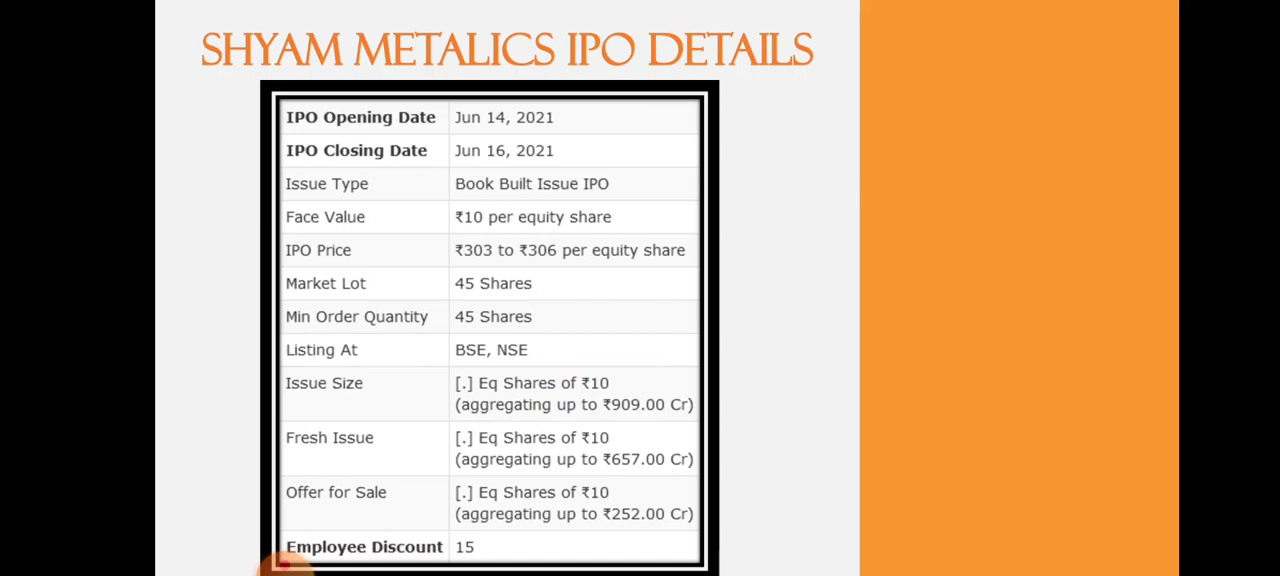 SHYAM METALICS IPO DETAILS
IPO Opening Date Jun 14, 2021
IPO Closing Date Jun 16, 2021
Issue Type Book Built Issue IPO
Face Value ₹10 per equity share
IPO Price ₹303 to ₹306 per equity share
Market Lot 45 Shares
Min Order Quantity 45 Shares
Listing At BSE, NSE
Issue Size [.] Eq Shares of ₹10
(aggregating up to ₹909.00 Cr)
Fresh Issue [.] Eq Shares of ₹10
(aggregating up to ₹657.00 Cr)
Offer for Sale [.] Eq Shares of ₹10
(aggregating up to ₹252.00 Cr)
Employee Discount 15